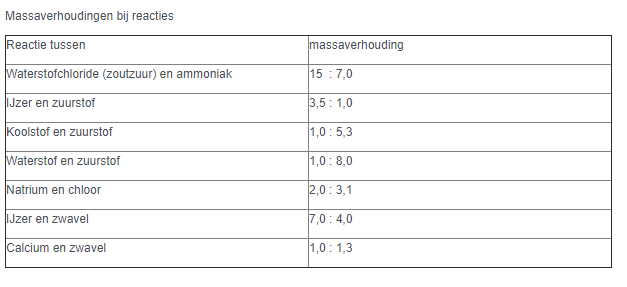 Massaverhoudingen bij reacties
Reactie tussen massaverhouding
Waterstofchloride (zoutzuur) en ammoniak 15 : 7,0
IJzer en zuurstof 3,5 : 1,0
Koolstof en zuurstof 1,0 : 5,3
Waterstof en zuurstof 1,0 : 8,0
Natrium en chloor 2,0 : 3,1
IJzer en zwavel 7,0 : 4,0
Calcium en zwavel 1,0 : 1,3